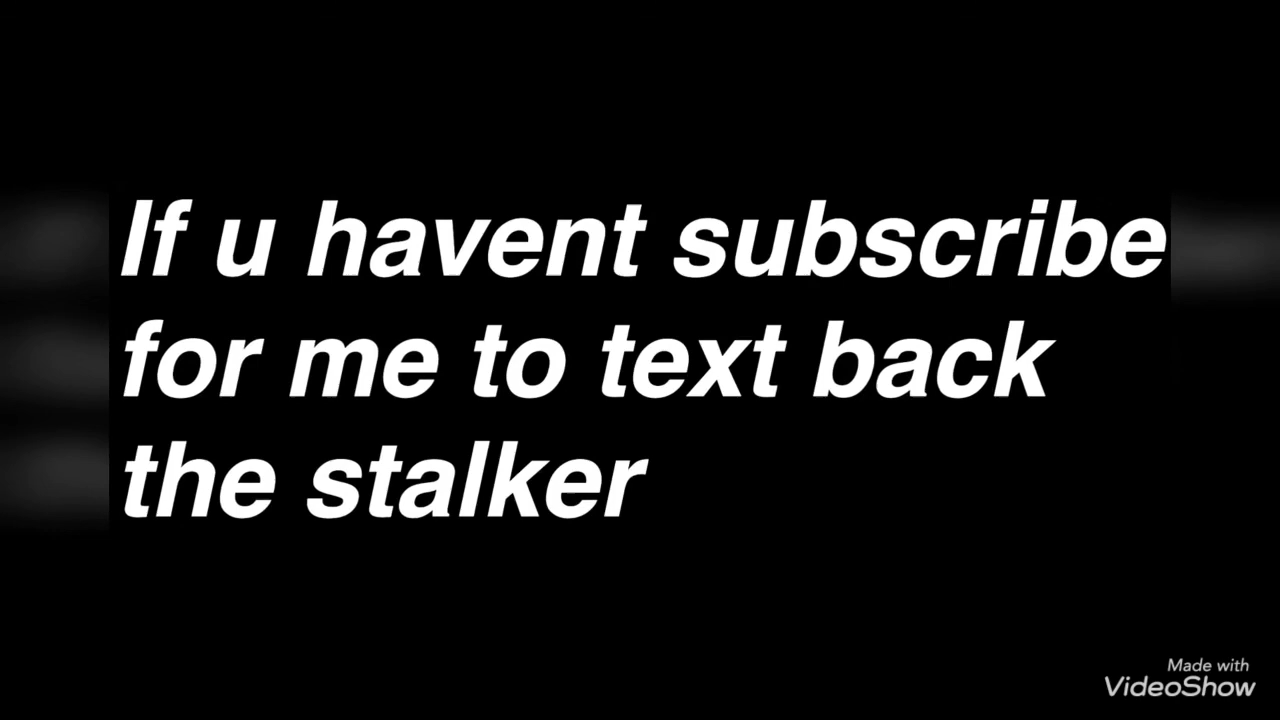 If u havent subscribe
for me to text back
the stalker
Made with
VideoShow